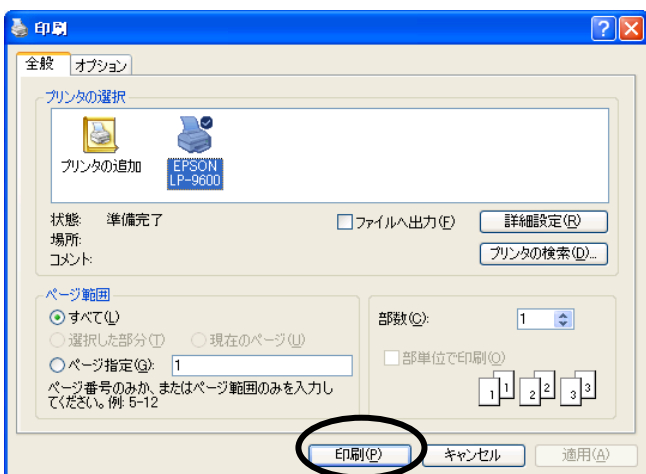 印刷
全般 オプション
プリンタの選択
プリンタの追加
EPSON
LP-9600
状態: 準備完了
場所:
コメント:
ファイルへ出力(F)
詳細設定(R)
プリンタの検索(D)...
ページ範囲
すべて(L)
選択した部分(T) 現在のページ(U)
ページ指定(G): 1
ページ番号のみか、またはページ範囲のみを入力し
てください。例: 5-12
部数(C): 1
部単位で印刷(O)
1 1 2 2 3 3
印刷(P) キャンセル 適用(A)